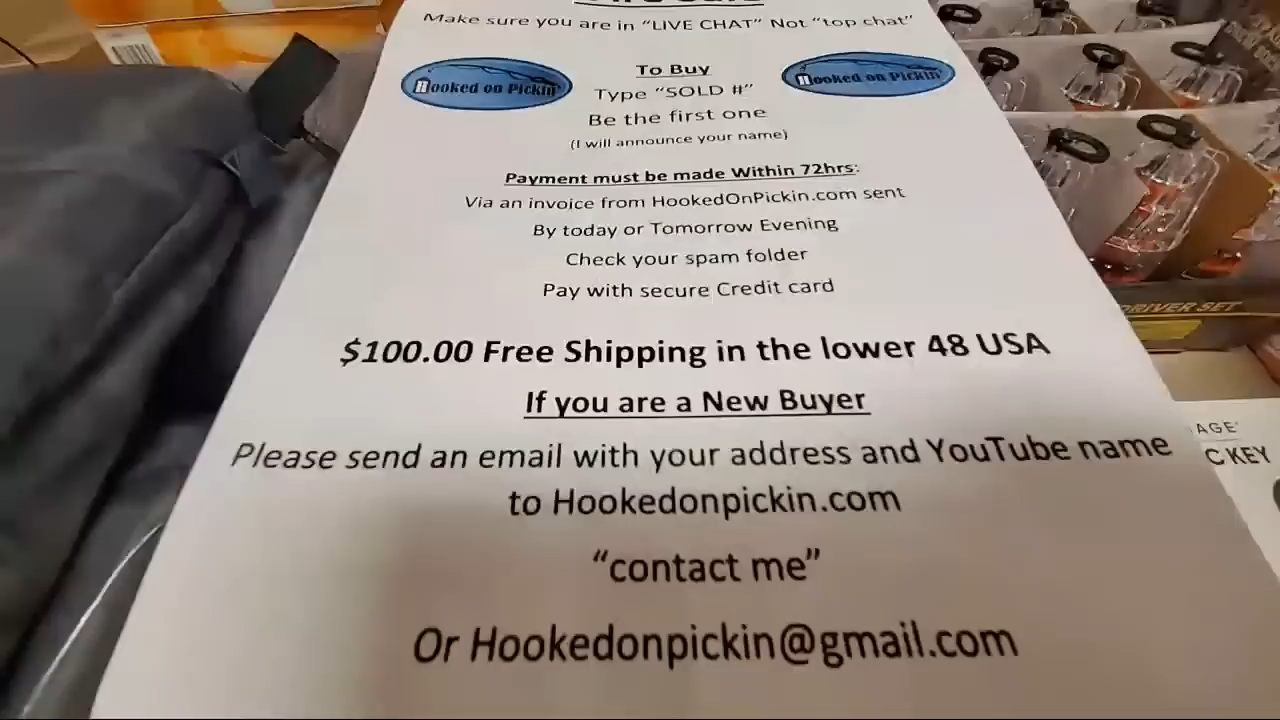 Make sure you are in “LIVE CHAT” Not “top chat”
Hooked on Pickin'
To Buy
Hooked on Pickin'
Type “SOLD #”
Be the first one
(I will announce your name)
Payment must be made Within 72hrs:
Via an invoice from HookedOnPickin.com sent
By today or Tomorrow Evening
Check your spam folder
Pay with secure Credit card
$100.00 Free Shipping in the lower 48 USA
If you are a New Buyer
Please send an email with your address and YouTube name
to Hookedonpickin.com
“contact me”
Or Hookedonpickin@gmail.com
DRIVER SET
AGE
CKEY